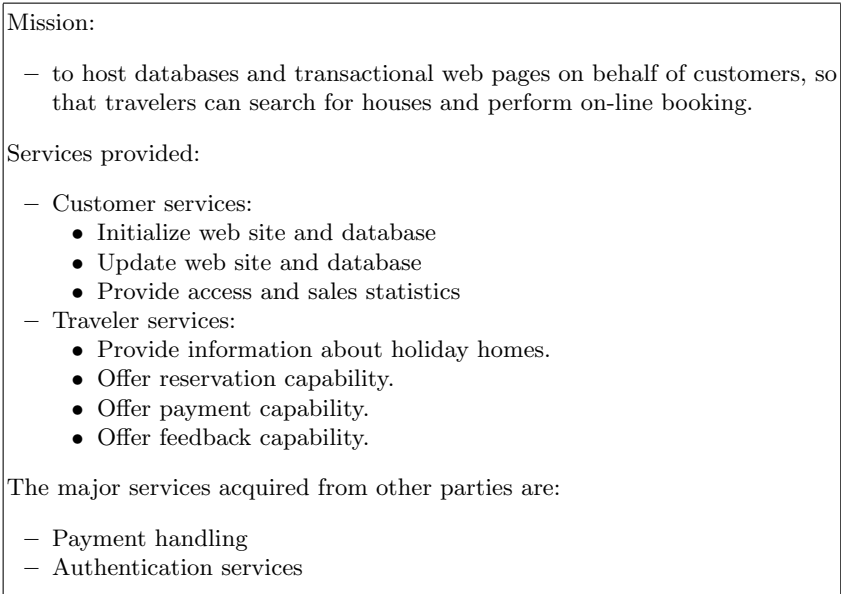 Mission:
– to host databases and transactional web pages on behalf of customers, so
that travelers can search for houses and perform on-line booking.
Services provided:
– Customer services:
• Initialize web site and database
• Update web site and database
• Provide access and sales statistics
– Traveler services:
• Provide information about holiday homes.
• Offer reservation capability.
• Offer payment capability.
• Offer feedback capability.
The major services acquired from other parties are:
– Payment handling
– Authentication services